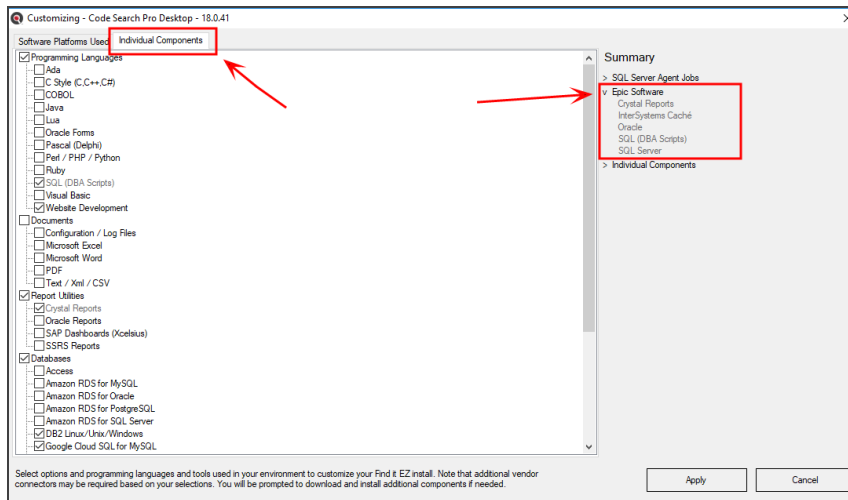 Customizing - Code Search Pro Desktop - 18.0.41
Software Platforms Used
Individual Components
Programming Languages
Ada
C Style (C,C++,C#)
COBOL
Java
Lua
Oracle Forms
Pascal (Delphi)
Perl / PHP / Python
Ruby
SQL (DBA Scripts)
Visual Basic
Website Development
Documents
Configuration / Log Files
Microsoft Excel
Microsoft Word
PDF
Text / Xml / CSV
Report Utilities
Crystal Reports
Oracle Reports
SAP Dashboards (Xcelsius)
SSRS Reports
Databases
Access
Amazon RDS for MySQL
Amazon RDS for Oracle
Amazon RDS for PostgreSQL
Amazon RDS for SQL Server
DB2 Linux/Unix/Windows
Google Cloud SQL for MySQL
Summary
> SQL Server Agent Jobs
v Epic Software
Crystal Reports
InterSystems Caché
Oracle
SQL (DBA Scripts)
SQL Server
> Individual Components
Select options and programming languages and tools used in your environment to customize your Find it EZ install. Note that additional vendor
connectors may be required based on your selections. You will be prompted to download and install additional components if needed.
Apply
Cancel